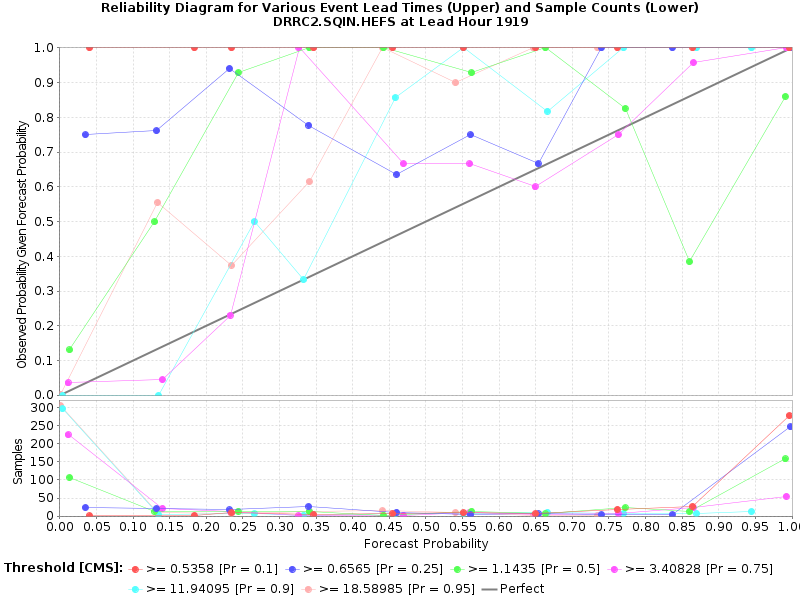 Reliability Diagram for Various Event Lead Times (Upper) and Sample Counts (Lower)
DRRC2.SQIN.HEFS at Lead Hour 1919
Observed Probability Given Forecast Probability
1.0
0.9
0.8
0.7
0.6
0.5
0.4
0.3
0.2
0.1
0.0
Samples
300
250
200
150
100
50
0
0.00 0.05 0.10 0.15 0.20 0.25 0.30 0.35 0.40 0.45 0.50 0.55 0.60 0.65 0.70 0.75 0.80 0.85 0.90 0.95 1.00
Forecast Probability
Threshold [CMS]: >= 0.5358 [Pr = 0.1] >= 0.6565 [Pr = 0.25] >= 1.1435 [Pr = 0.5] >= 3.40828 [Pr = 0.75]
>= 11.94095 [Pr = 0.9] >= 18.58985 [Pr = 0.95] Perfect